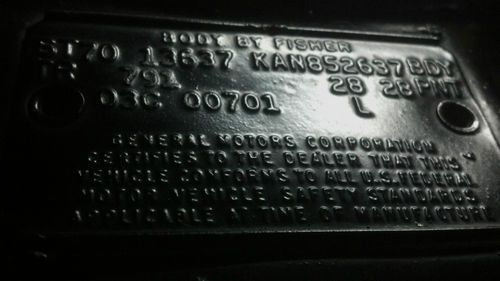 BODY BY FISHER
ST70 13637 KAN852637 BDY
TR 791 28 28 PNT
03C 00701 L
GENERAL MOTORS CORPORATION
CERTIFIES TO THE DEALER THAT THIS
VEHICLE CONFORMS TO ALL U.S. FEDERAL
MOTOR VEHICLE SAFETY STANDARDS
APPLICABLE AT TIME OF MANUFACTURE